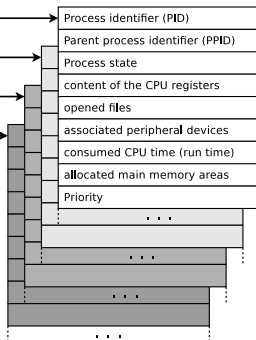 Process identifier (PID)
Parent process identifier (PPID)
Process state
content of the CPU registers
opened files
associated peripheral devices
consumed CPU time (run time)
allocated main memory areas
Priority
. . .
. . .
. . .
. . .